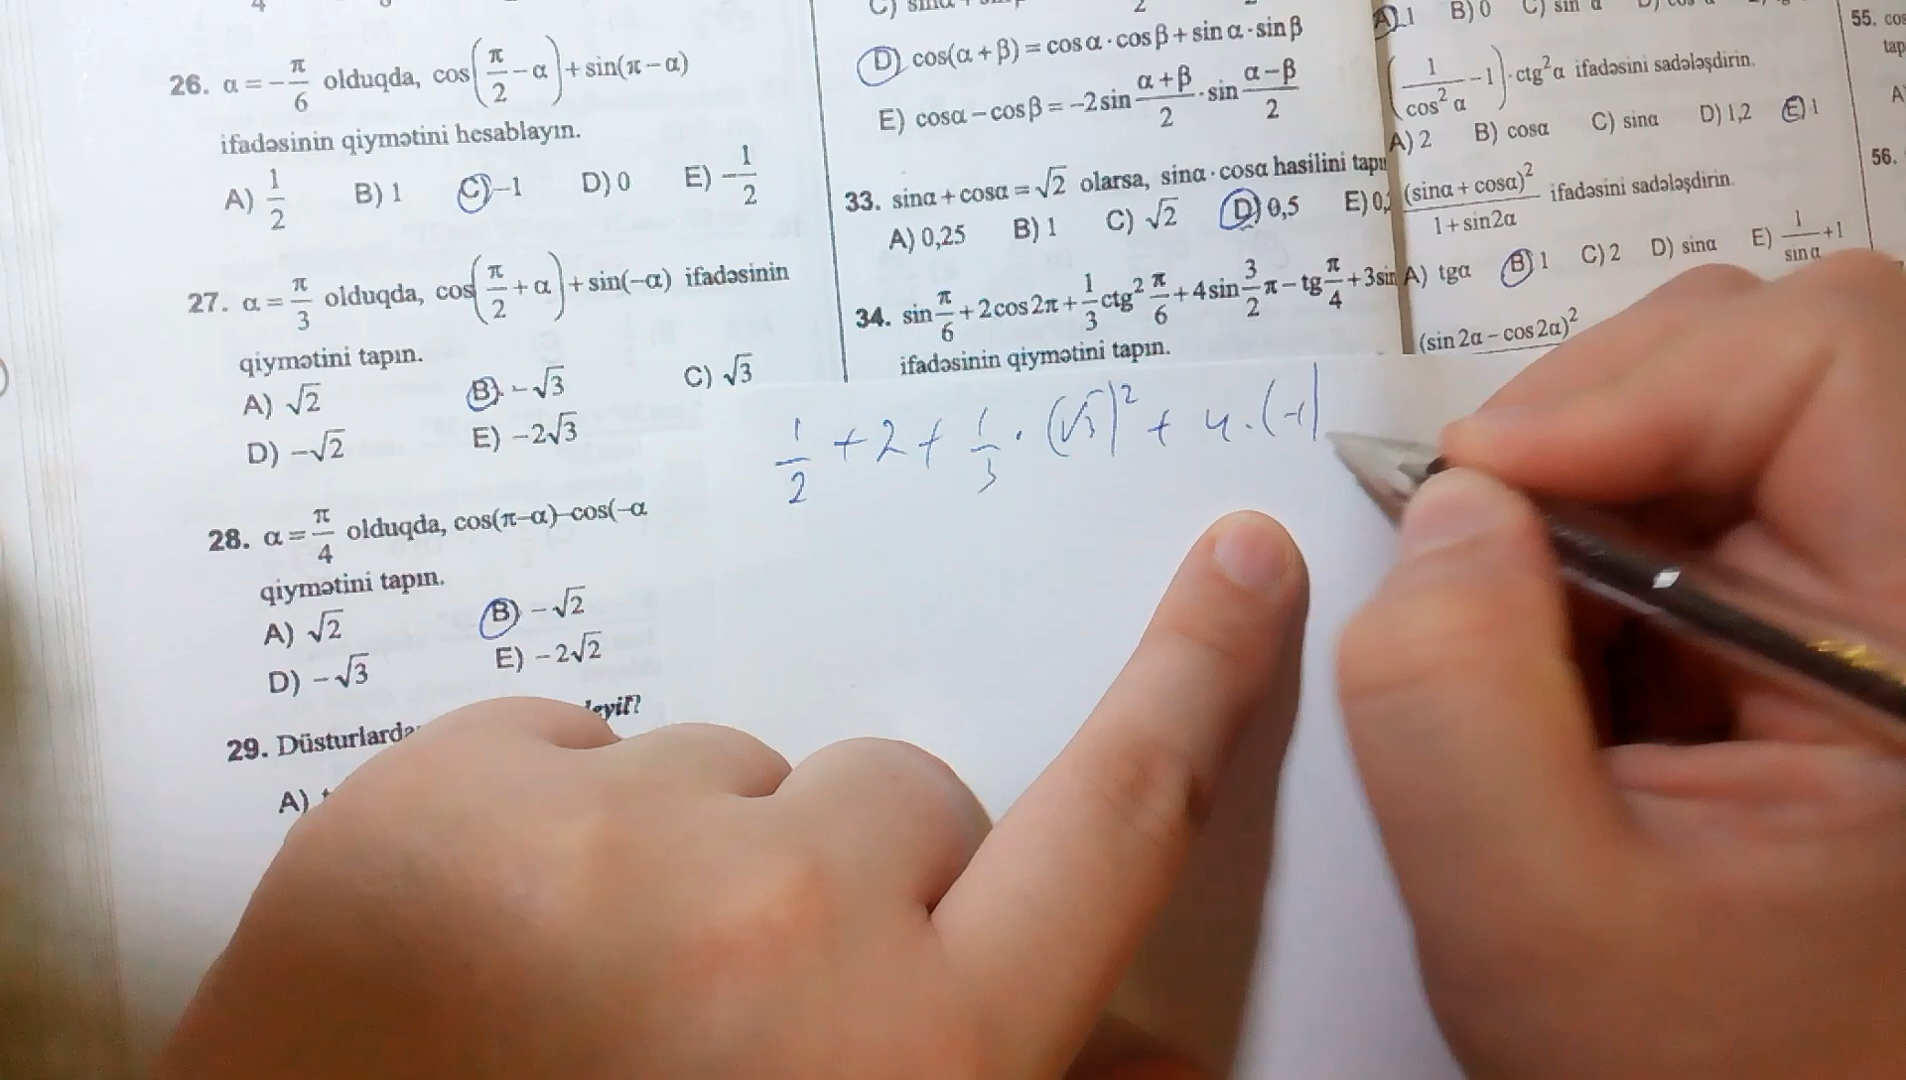 26. α = −π/6 olduqda, cos(π/2 − α) + sin(π − α)
ifadəsinin qiymətini hesablayın.
A) 1/2 B) 1 C) −1 D) 0 E) −1/2
27. α = π/3 olduqda, cos(π/2 + α) + sin(−α) ifadəsinin
qiymətini tapın.
A) √2 B) −√3 C) √3
D) −√2 E) −2√3
28. α = π/4 olduqda, cos(π−α)−cos(−α
qiymətini tapın.
A) √2 B) −√2
D) −√3 E) −2√2
29. Düsturlarda
A)
D) cos(α + β) = cosα · cosβ + sinα · sinβ
E) cosα − cosβ = −2sin (α+β)/2 · sin (α−β)/2
33. sinα + cosα = √2 olarsa, sinα · cosα hasilini tapı
A) 0,25 B) 1 C) √2 D) 0,5 E) 0,
34. sin π/6 + 2cos2π + 1/3 ctg² π/6 + 4sin 3/2 π − tg π/4 + 3sin
ifadəsinin qiymətini tapın.
1/2 + 2 + 1/3 · (√3)² + 4 · (−1)
A) 1 B) 0 C) sin
(1/cos²α − 1) · ctg²α ifadəsini sadələşdirin.
A) 2 B) cosα C) sinα D) 1,2 E) 1
(sinα + cosα)²/(1 + sin2α) ifadəsini sadələşdirin.
A) tgα B) 1 C) 2 D) sinα E) 1/sinα + 1
(sin2α − cos2α)²
55. cos
tap
A
56.